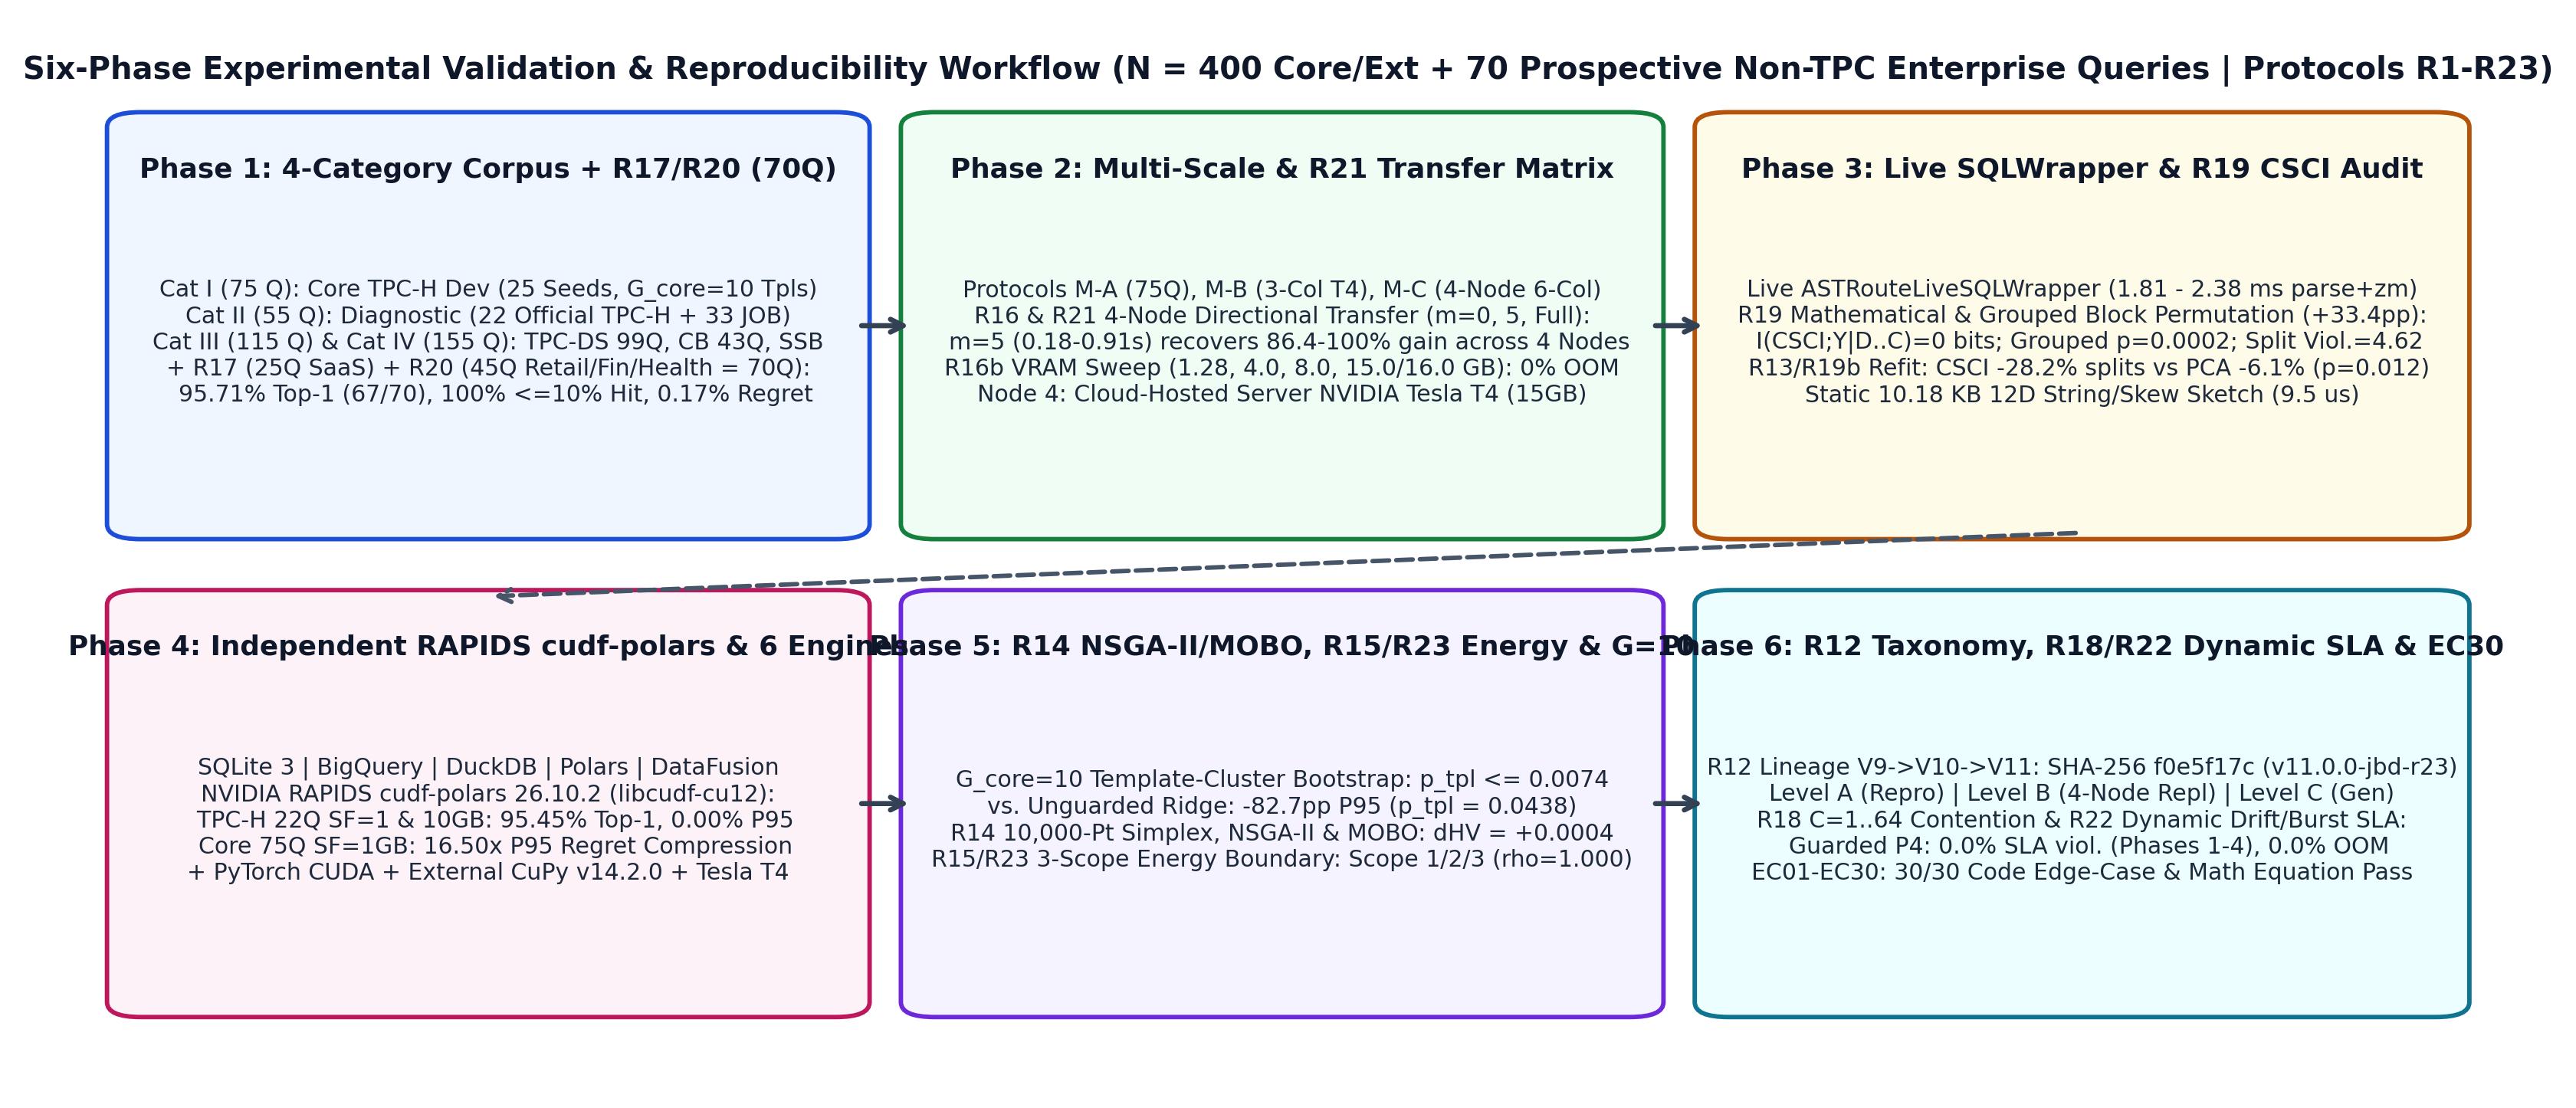 Six-Phase Experimental Validation & Reproducibility Workflow (N = 400 Core/Ext + 70 Prospective Non-TPC Enterprise Queries | Protocols R1-R23)
Phase 1: 4-Category Corpus + R17/R20 (70Q)
Cat I (75 Q): Core TPC-H Dev (25 Seeds, G_core=10 Tpls)
Cat II (55 Q): Diagnostic (22 Official TPC-H + 33 JOB)
Cat III (115 Q) & Cat IV (155 Q): TPC-DS 99Q, CB 43Q, SSB
+ R17 (25Q SaaS) + R20 (45Q Retail/Fin/Health = 70Q):
95.71% Top-1 (67/70), 100% <=10% Hit, 0.17% Regret
Phase 2: Multi-Scale & R21 Transfer Matrix
Protocols M-A (75Q), M-B (3-Col T4), M-C (4-Node 6-Col)
R16 & R21 4-Node Directional Transfer (m=0, 5, Full):
m=5 (0.18-0.91s) recovers 86.4-100% gain across 4 Nodes
R16b VRAM Sweep (1.28, 4.0, 8.0, 15.0/16.0 GB): 0% OOM
Node 4: Cloud-Hosted Server NVIDIA Tesla T4 (15GB)
Phase 3: Live SQLWrapper & R19 CSCI Audit
Live ASTRouteLiveSQLWrapper (1.81 - 2.38 ms parse+zm)
R19 Mathematical & Grouped Block Permutation (+33.4pp):
I(CSCI;Y|D..C)=0 bits; Grouped p=0.0002; Split Viol.=4.62
R13/R19b Refit: CSCI -28.2% splits vs PCA -6.1% (p=0.012)
Static 10.18 KB 12D String/Skew Sketch (9.5 us)
Phase 4: Independent RAPIDS cudf-polars & 6 Engines
SQLite 3 | BigQuery | DuckDB | Polars | DataFusion
NVIDIA RAPIDS cudf-polars 26.10.2 (libcudf-cu12):
TPC-H 22Q SF=1 & 10GB: 95.45% Top-1, 0.00% P95
Core 75Q SF=1GB: 16.50x P95 Regret Compression
+ PyTorch CUDA + External CuPy v14.2.0 + Tesla T4
Phase 5: R14 NSGA-II/MOBO, R15/R23 Energy & G=10
G_core=10 Template-Cluster Bootstrap: p_tpl <= 0.0074
vs. Unguarded Ridge: -82.7pp P95 (p_tpl = 0.0438)
R14 10,000-Pt Simplex, NSGA-II & MOBO: dHV = +0.0004
R15/R23 3-Scope Energy Boundary: Scope 1/2/3 (rho=1.000)
Phase 6: R12 Taxonomy, R18/R22 Dynamic SLA & EC30
R12 Lineage V9->V10->V11: SHA-256 f0e5f17c (v11.0.0-jbd-r23)
Level A (Repro) | Level B (4-Node Repl) | Level C (Gen)
R18 C=1..64 Contention & R22 Dynamic Drift/Burst SLA:
Guarded P4: 0.0% SLA viol. (Phases 1-4), 0.0% OOM
EC01-EC30: 30/30 Code Edge-Case & Math Equation Pass